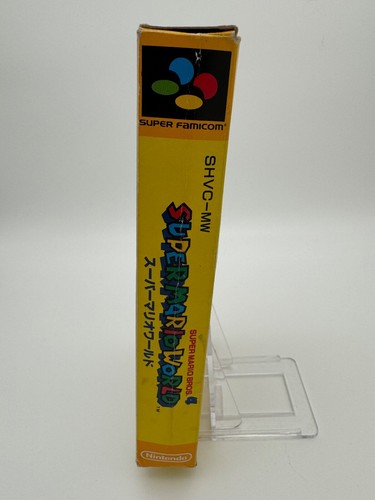 SUPER FAMICOM
SHVC-MW
SUPER MARIO BROS. 4
SUPER MARIO WORLD
スーパーマリオワールド
Nintendo